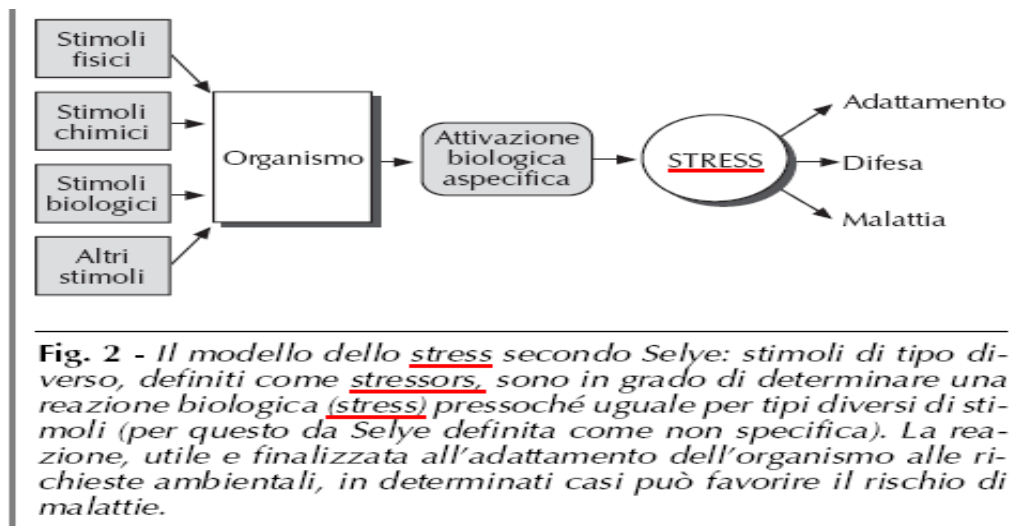 Stimoli
fisici
Stimoli
chimici
Stimoli
biologici
Altri
stimoli
Organismo
Attivazione
biologica
aspecifica
STRESS
Adattamento
Difesa
Malattia
Fig. 2 - Il modello dello stress secondo Selye: stimoli di tipo di-
verso, definiti come stressors, sono in grado di determinare una
reazione biologica (stress) pressoché uguale per tipi diversi di sti-
moli (per questo da Selye definita come non specifica). La rea-
zione, utile e finalizzata all'adattamento dell'organismo alle ri-
chieste ambientali, in determinati casi può favorire il rischio di
malattie.